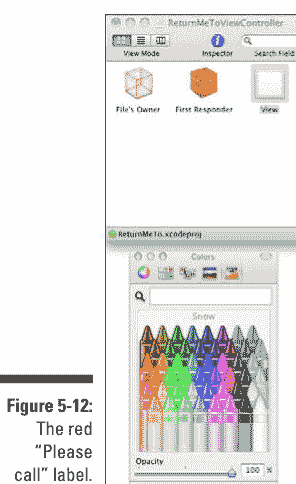 ReturnMeToViewController
View Mode
Inspector
Search Field
File's Owner
First Responder
View
ReturnMeTo.xcodeproj
Colors
Snow
Opacity
100 %
Figure 5-12:
The red
"Please
call" label.